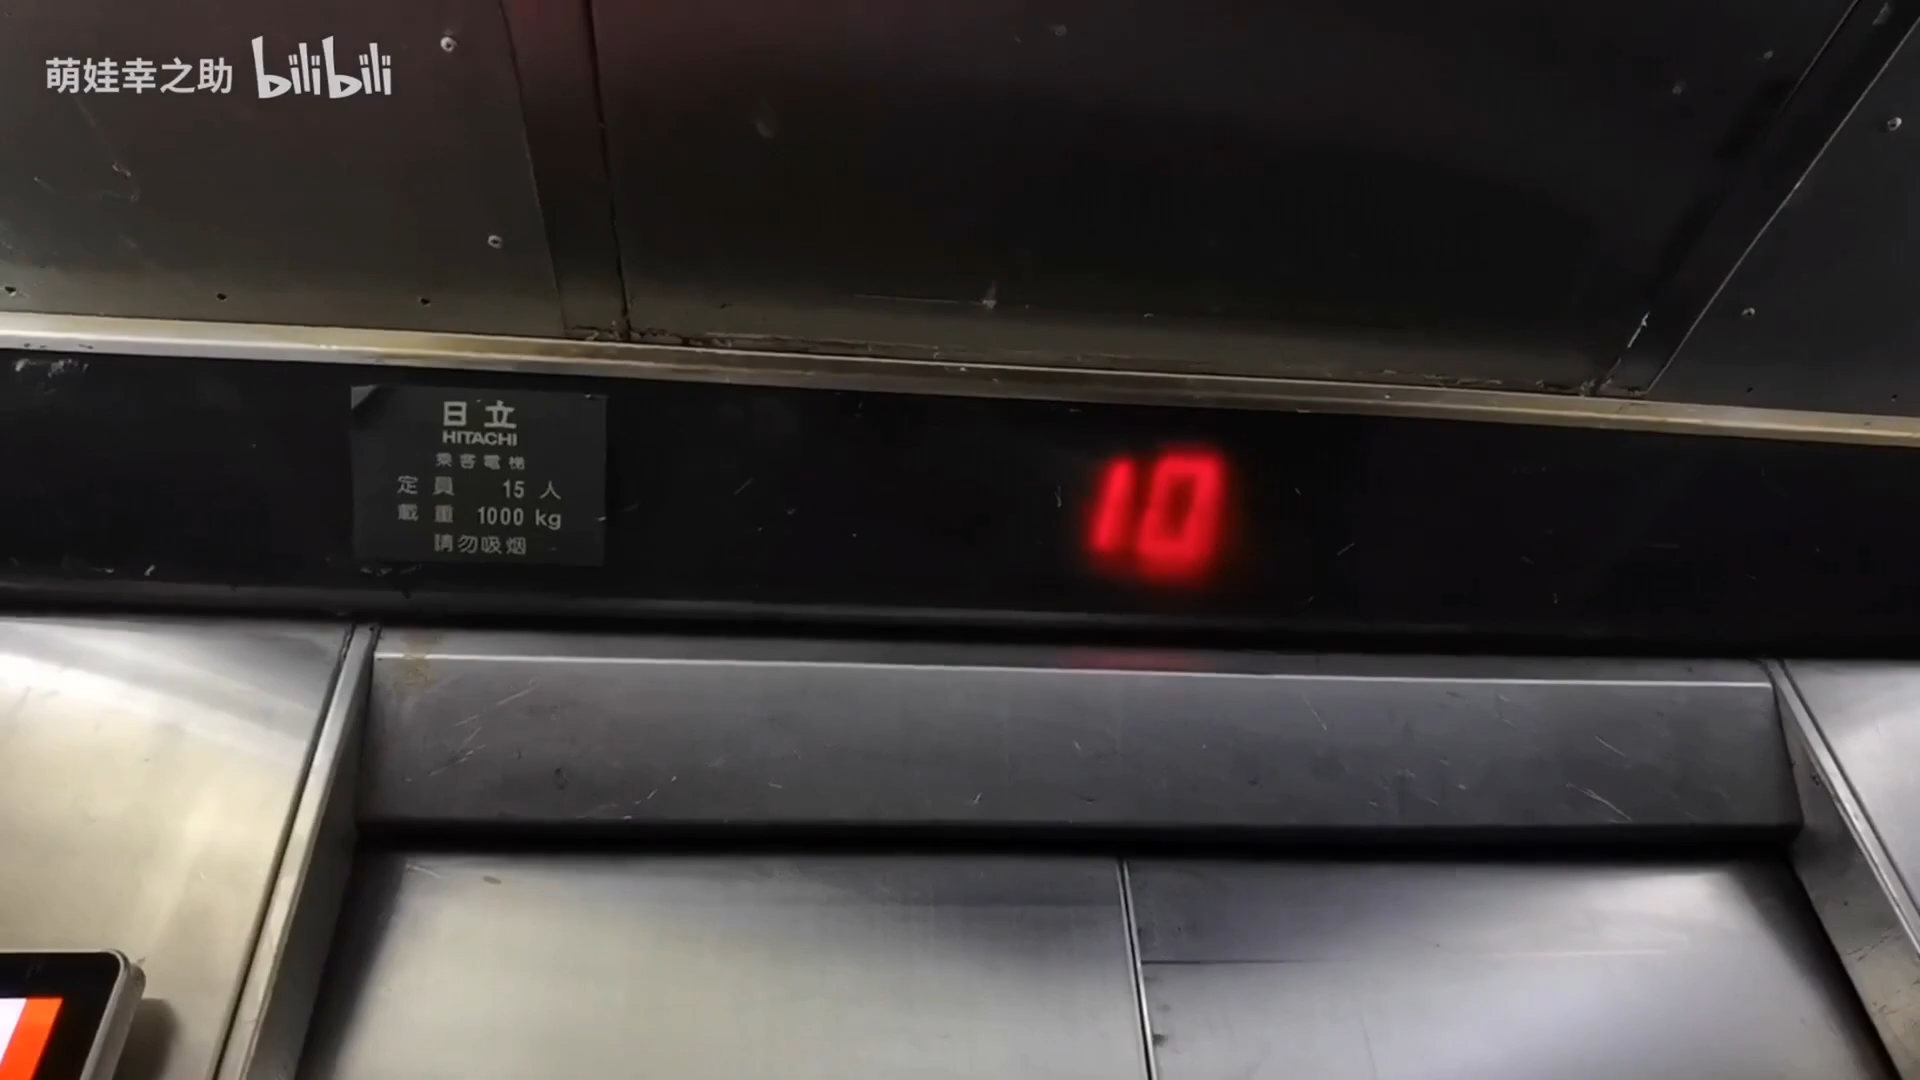 萌娃幸之助 bilibili
日立
HITACHI
乘客電梯
定員 15 人
載重 1000 kg
請勿吸烟
10